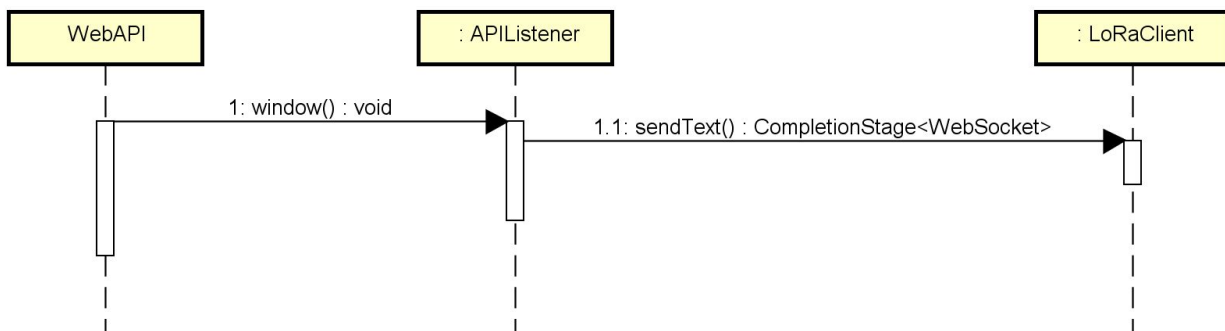 WebAPI
: APIListener
: LoRaClient
1: window() : void
1.1: sendText() : CompletionStage<WebSocket>